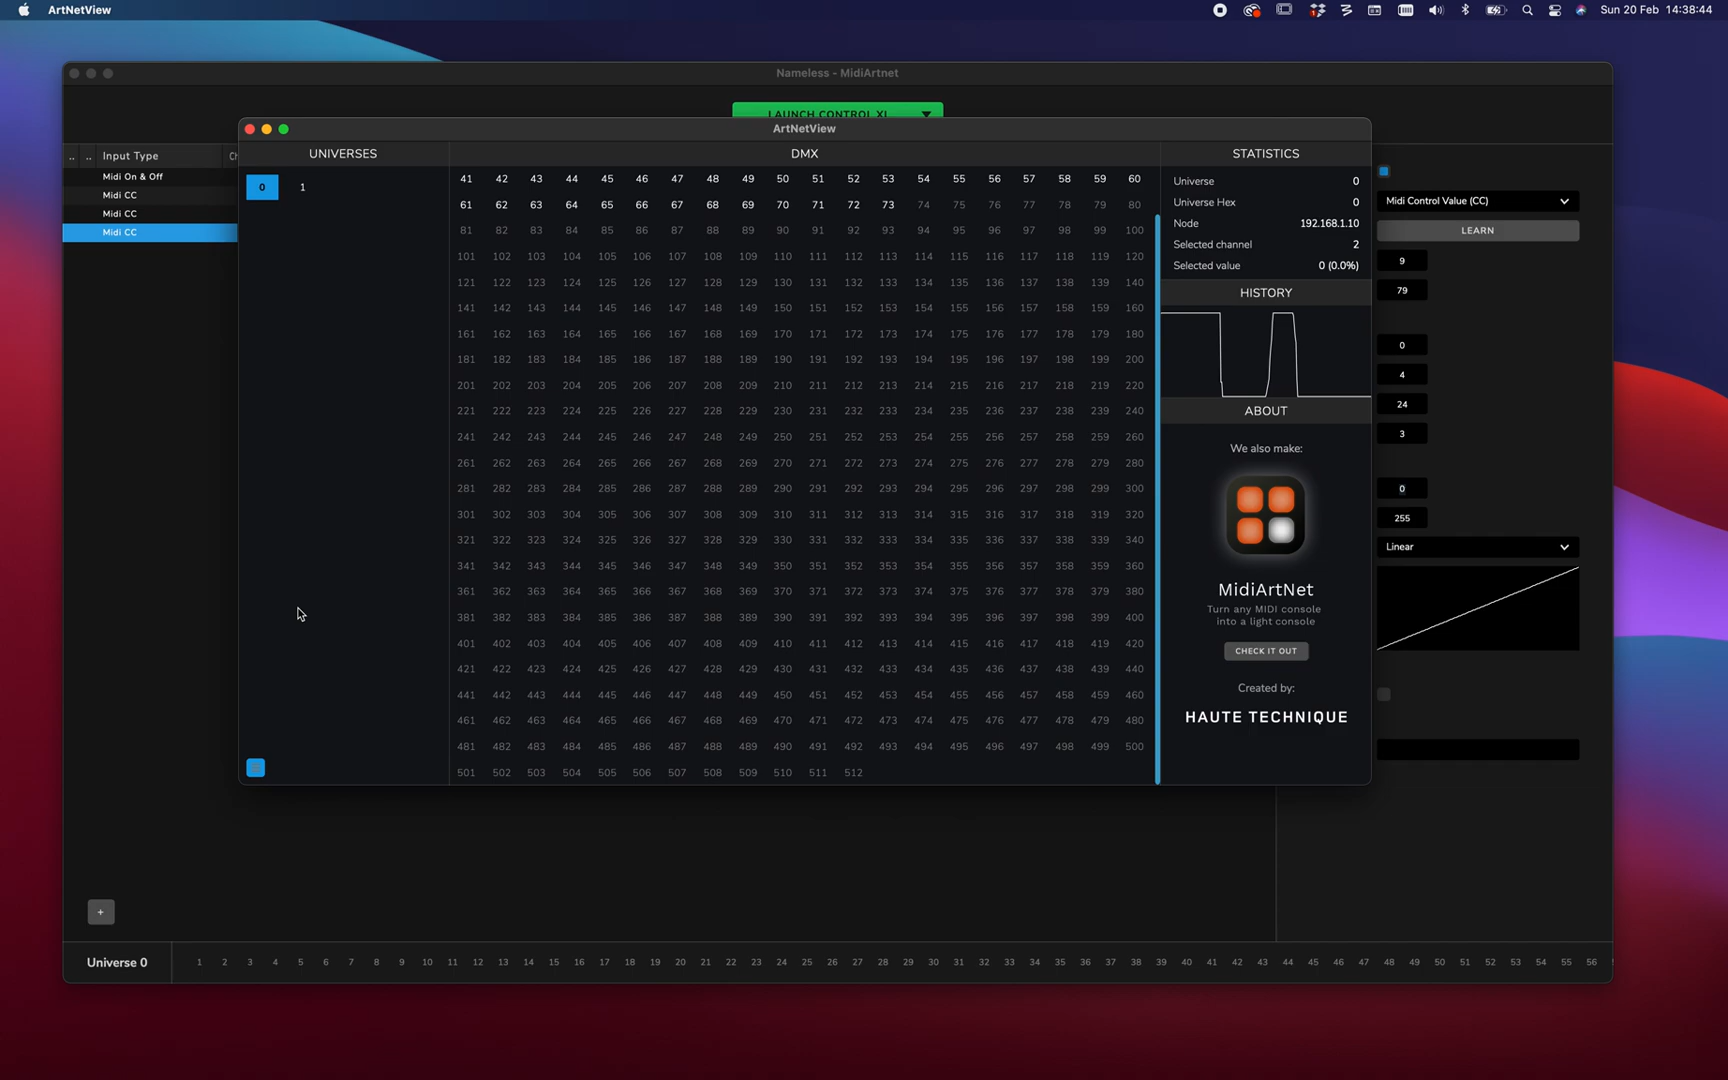 ArtNetView
Sun 20 Feb 14:38:44
Nameless - MidiArtnet
LAUNCH CONTROL XL
ArtNetView
.. .. Input Type
Midi On & Off
Midi CC
Midi CC
Midi CC
UNIVERSES
0 1
DMX
41 42 43 44 45 46 47 48 49 50 51 52 53 54 55 56 57 58 59 60
61 62 63 64 65 66 67 68 69 70 71 72 73 74 75 76 77 78 79 80
81 82 83 84 85 86 87 88 89 90 91 92 93 94 95 96 97 98 99 100
101 102 103 104 105 106 107 108 109 110 111 112 113 114 115 116 117 118 119 120
121 122 123 124 125 126 127 128 129 130 131 132 133 134 135 136 137 138 139 140
141 142 143 144 145 146 147 148 149 150 151 152 153 154 155 156 157 158 159 160
161 162 163 164 165 166 167 168 169 170 171 172 173 174 175 176 177 178 179 180
181 182 183 184 185 186 187 188 189 190 191 192 193 194 195 196 197 198 199 200
201 202 203 204 205 206 207 208 209 210 211 212 213 214 215 216 217 218 219 220
221 222 223 224 225 226 227 228 229 230 231 232 233 234 235 236 237 238 239 240
241 242 243 244 245 246 247 248 249 250 251 252 253 254 255 256 257 258 259 260
261 262 263 264 265 266 267 268 269 270 271 272 273 274 275 276 277 278 279 280
281 282 283 284 285 286 287 288 289 290 291 292 293 294 295 296 297 298 299 300
301 302 303 304 305 306 307 308 309 310 311 312 313 314 315 316 317 318 319 320
321 322 323 324 325 326 327 328 329 330 331 332 333 334 335 336 337 338 339 340
341 342 343 344 345 346 347 348 349 350 351 352 353 354 355 356 357 358 359 360
361 362 363 364 365 366 367 368 369 370 371 372 373 374 375 376 377 378 379 380
381 382 383 384 385 386 387 388 389 390 391 392 393 394 395 396 397 398 399 400
401 402 403 404 405 406 407 408 409 410 411 412 413 414 415 416 417 418 419 420
421 422 423 424 425 426 427 428 429 430 431 432 433 434 435 436 437 438 439 440
441 442 443 444 445 446 447 448 449 450 451 452 453 454 455 456 457 458 459 460
461 462 463 464 465 466 467 468 469 470 471 472 473 474 475 476 477 478 479 480
481 482 483 484 485 486 487 488 489 490 491 492 493 494 495 496 497 498 499 500
501 502 503 504 505 506 507 508 509 510 511 512
STATISTICS
Universe 0
Universe Hex 0
Node 192.168.1.10
Selected channel 2
Selected value 0 (0.0%)
HISTORY
ABOUT
We also make:
MidiArtNet
Turn any MIDI console
into a light console
CHECK IT OUT
Created by:
HAUTE TECHNIQUE
Midi Control Value (CC)
LEARN
9
79
0
4
24
3
0
255
Linear
+
Universe 0 1 2 3 4 5 6 7 8 9 10 11 12 13 14 15 16 17 18 19 20 21 22 23 24 25 26 27 28 29 30 31 32 33 34 35 36 37 38 39 40 41 42 43 44 45 46 47 48 49 50 51 52 53 54 55 56